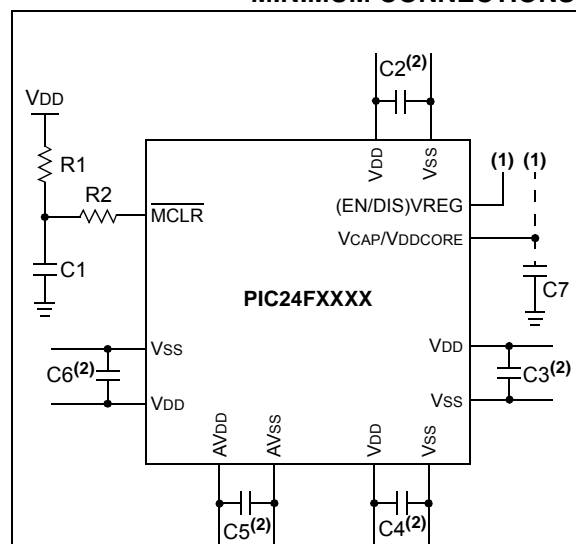 MINIMUM CONNECTIONS
C2(2)
VDD
R1
R2
C1
MCLR
VDD
VSS
(1) (1)
(EN/DIS)VREG
VCAP/VDDCORE
C7
PIC24FXXXX
VSS
C6(2)
VDD
VDD
C3(2)
VSS
AVDD
AVSS
VDD
VSS
C5(2)
C4(2)